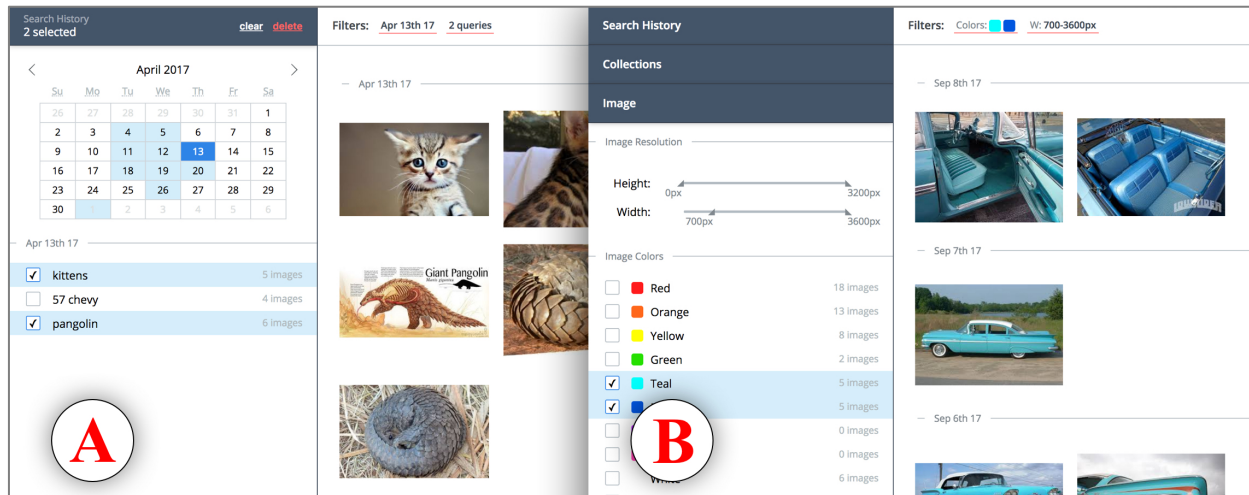 Search History
2 selected
clear delete
April 2017
Su Mo Tu We Th Fr Sa
26 27 28 29 30 31 1
2 3 4 5 6 7 8
9 10 11 12 13 14 15
16 17 18 19 20 21 22
23 24 25 26 27 28 29
30 1 2 3 4 5 6
Apr 13th 17
kittens 5 images
57 chevy 4 images
pangolin 6 images
A
Filters: Apr 13th 17 2 queries
Apr 13th 17
Giant Pangolin
Search History
Collections
Image
Image Resolution
Height:
0px 3200px
Width:
700px 3600px
Image Colors
Red 18 images
Orange 13 images
Yellow 8 images
Green 2 images
Teal 5 images
5 images
0 images
0 images
White 6 images
B
Filters: Colors: W: 700-3600px
Sep 8th 17
Sep 7th 17
Sep 6th 17